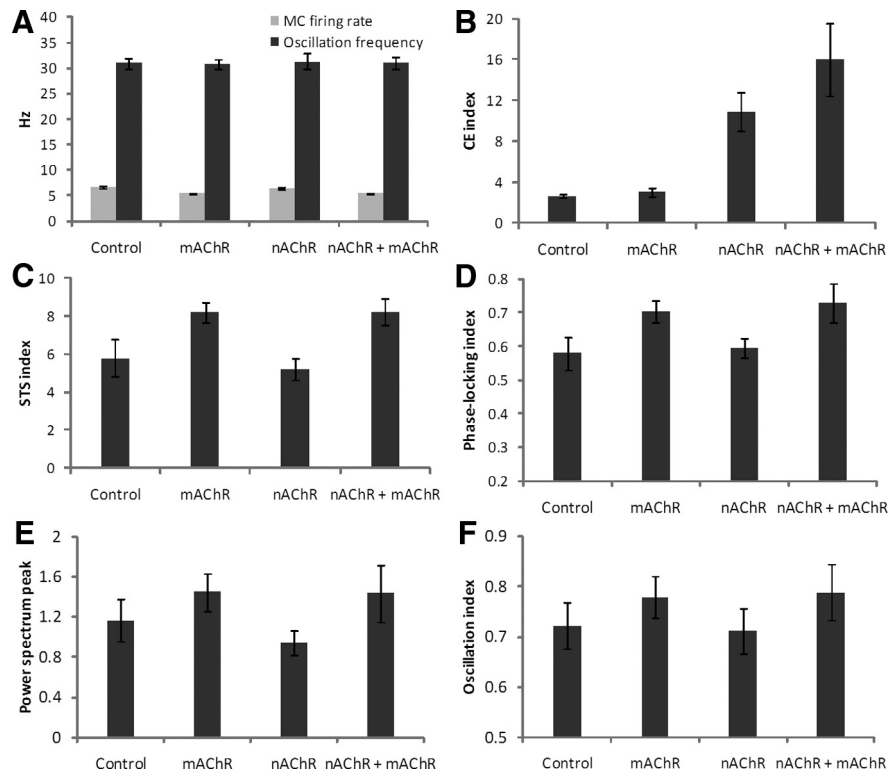 A
MC firing rate
Oscillation frequency
Hz
40
35
30
25
20
15
10
5
0
Control mAChR nAChR nAChR + mAChR
B
CE index
20
16
12
8
4
0
Control mAChR nAChR nAChR + mAChR
C
STS index
10
8
6
4
2
0
Control mAChR nAChR nAChR + mAChR
D
Phase-locking index
0.8
0.7
0.6
0.5
0.4
0.3
0.2
Control mAChR nAChR nAChR + mAChR
E
Power spectrum peak
2
1.6
1.2
0.8
0.4
0
Control mAChR nAChR nAChR + mAChR
F
Oscillation index
0.9
0.8
0.7
0.6
0.5
Control mAChR nAChR nAChR + mAChR